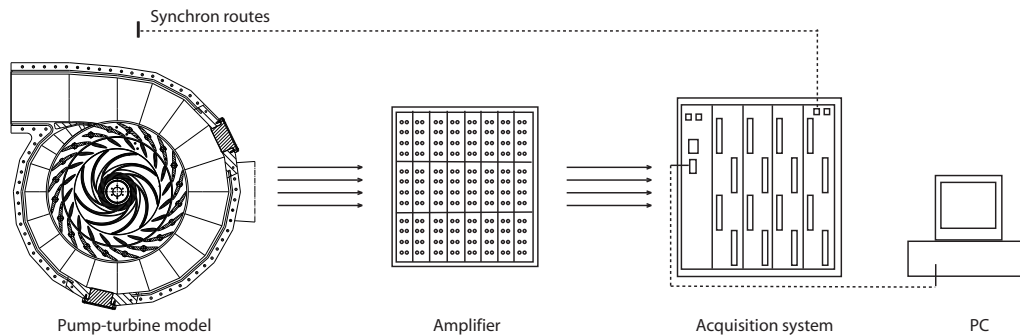 Synchron routes
Pump-turbine model
Amplifier
Acquisition system
PC